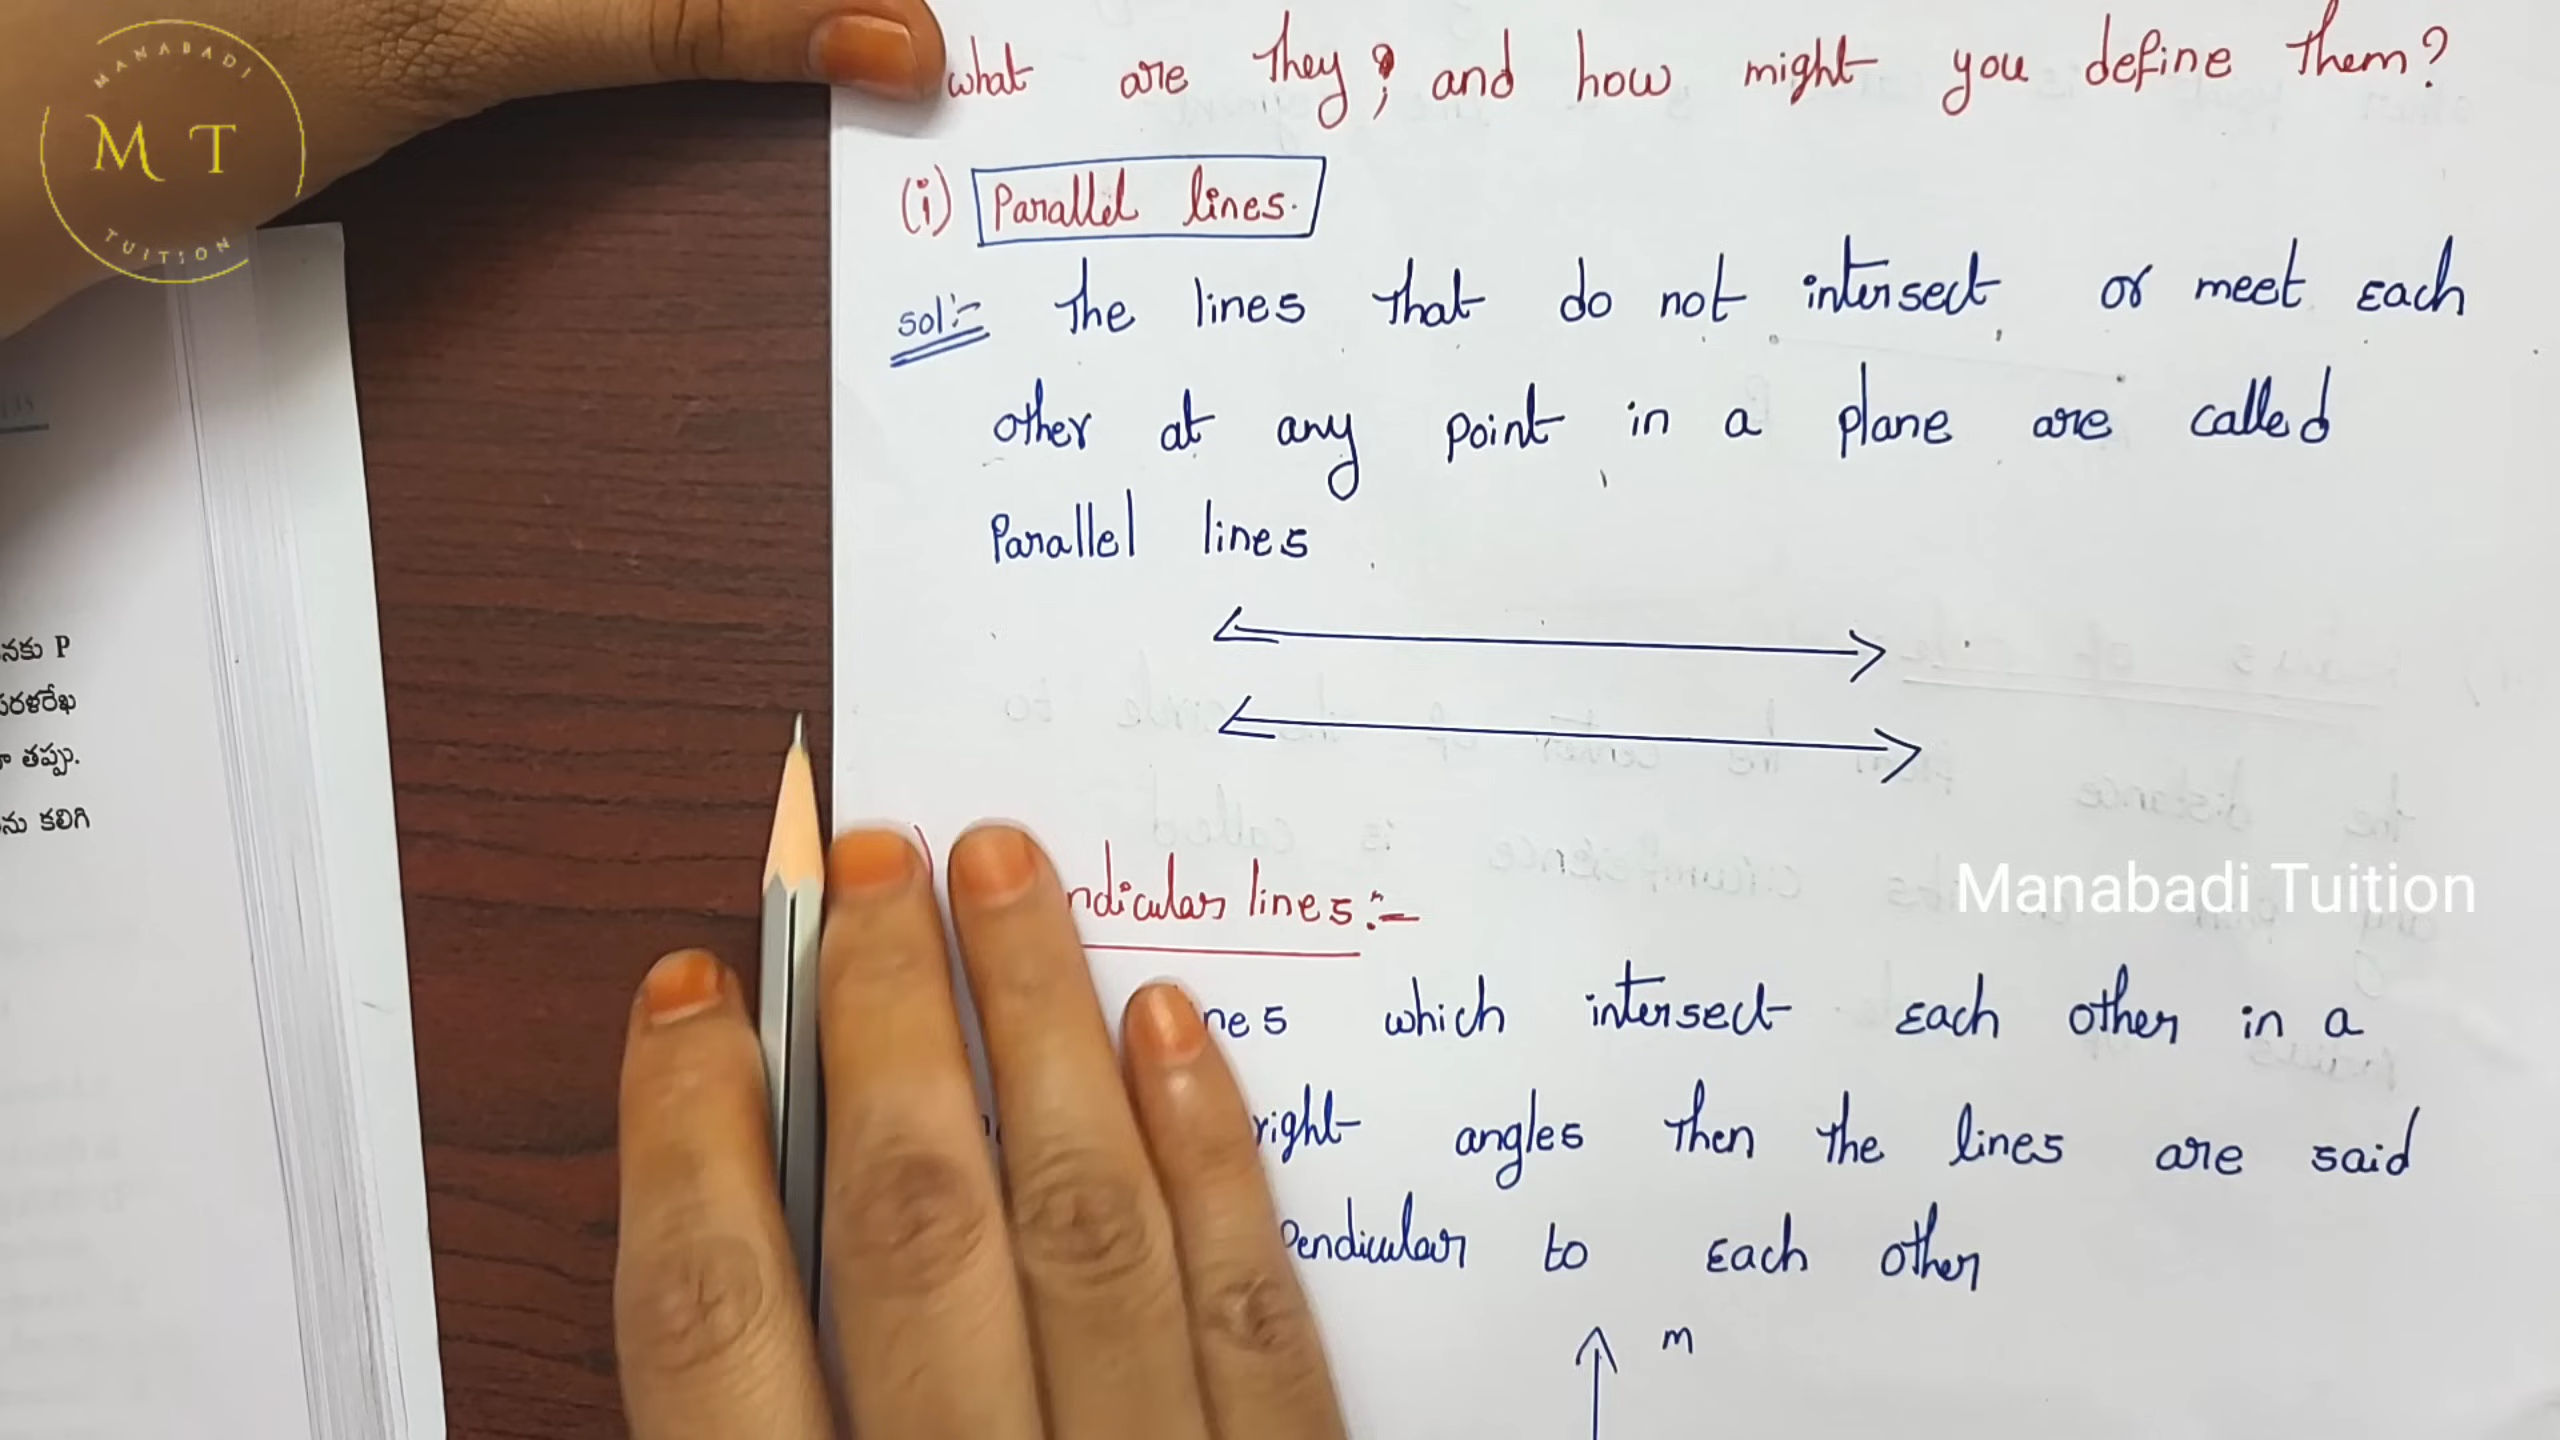 MANABADI
M T
TUITION
what are they? and how might you define them?
(i) Parallel lines.
sol:- The lines that do not intersect or meet each
other at any point in a plane are called
Parallel lines
నకు P
తప్పు.
ను కలిగి
ndicular lines:-
nes which intersect each other in a
right angles then the lines are said
pendicular to each other
m
Manabadi Tuition